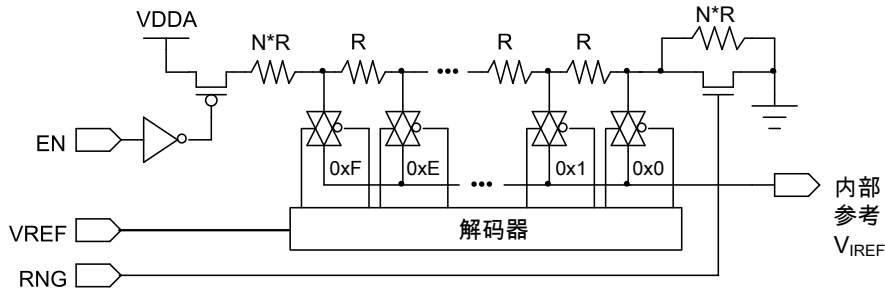 VDDA
N*R
R
R
R
N*R
EN
0xF
0xE
0x1
0x0
内部
参考
VIREF
VREF
解码器
RNG